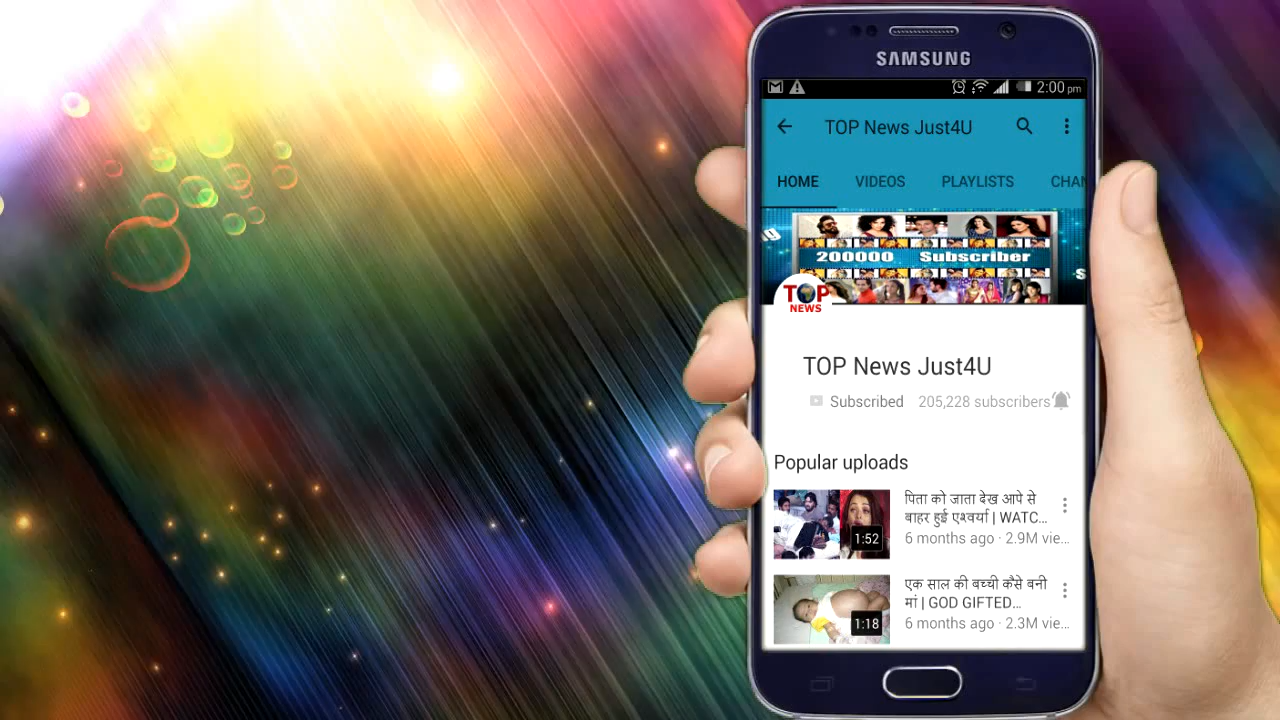 SAMSUNG
2:00 pm
TOP News Just4U
HOME VIDEOS PLAYLISTS CHAN
200000 Subscriber
TOP
NEWS
TOP News Just4U
Subscribed 205,228 subscribers
Popular uploads
पिता को जाता देख आपे से
बाहर हुई एश्वर्या | WATC...
6 months ago · 2.9M vie...
1:52
एक साल की बच्ची कैसे बनी
मां | GOD GIFTED...
6 months ago · 2.3M vie...
1:18